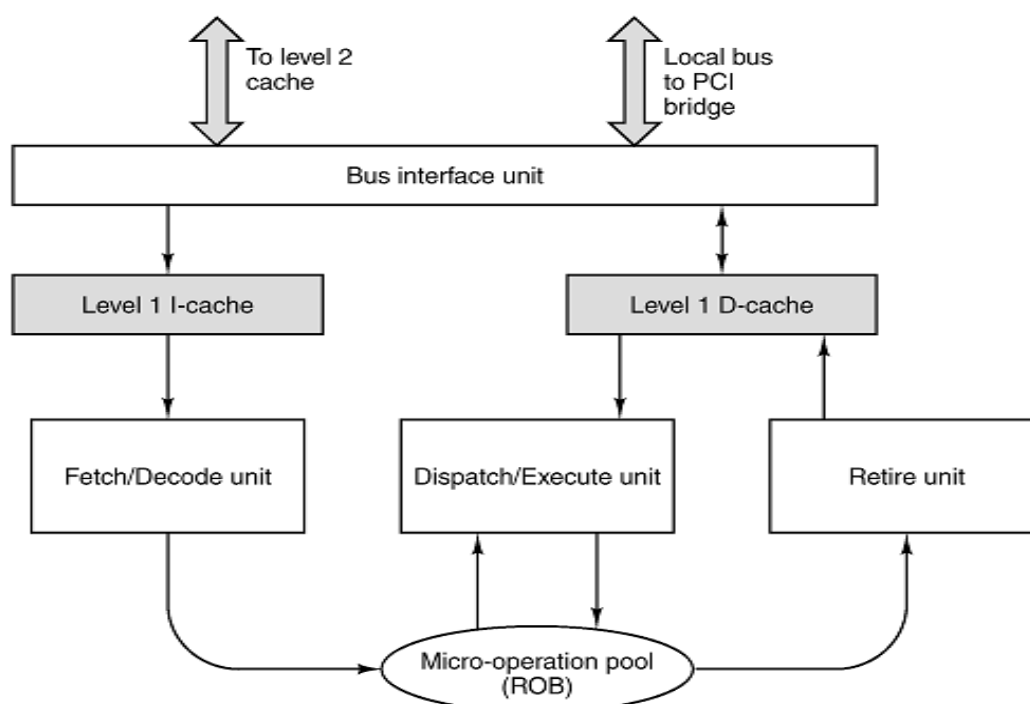 To level 2
cache
Local bus
to PCI
bridge
Bus interface unit
Level 1 I-cache
Level 1 D-cache
Fetch/Decode unit
Dispatch/Execute unit
Retire unit
Micro-operation pool
(ROB)